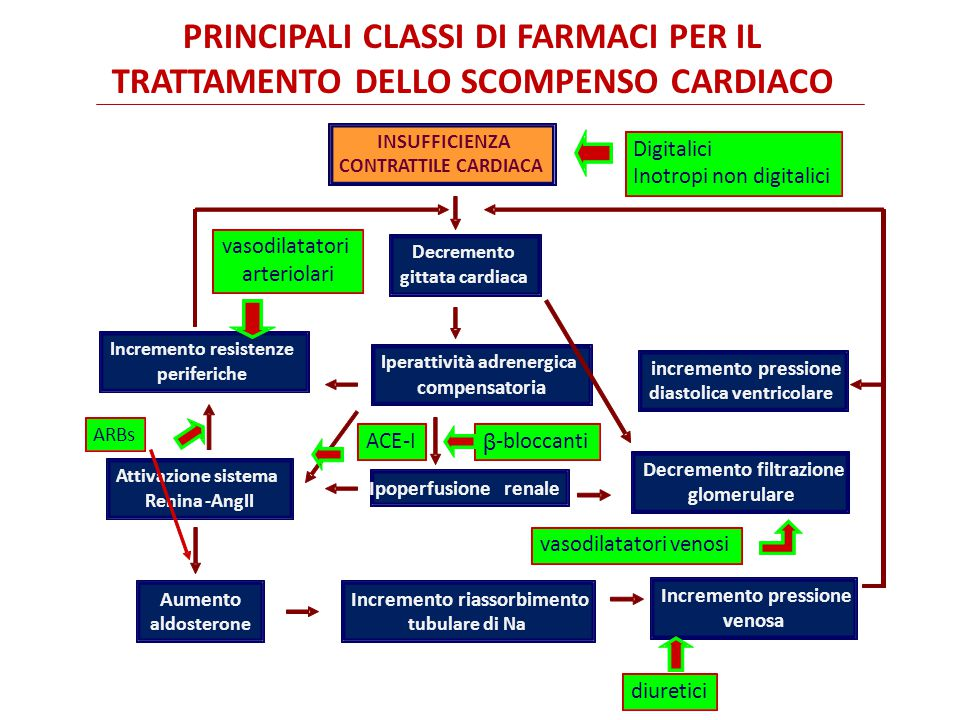 PRINCIPALI CLASSI DI FARMACI PER IL
TRATTAMENTO DELLO SCOMPENSO CARDIACO
INSUFFICIENZA
CONTRATTILE CARDIACA
Digitalici
Inotropi non digitalici
vasodilatatori
arteriolari
Decremento
gittata cardiaca
Incremento resistenze
periferiche
Iperattività adrenergica
compensatoria
incremento pressione
diastolica ventricolare
ARBs
ACE-I
β-bloccanti
Attivazione sistema
Renina -AngII
Ipoperfusione renale
Decremento filtrazione
glomerulare
vasodilatatori venosi
Aumento
aldosterone
Incremento riassorbimento
tubulare di Na
Incremento pressione
venosa
diuretici